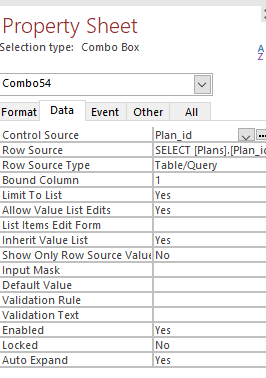 Property Sheet
Selection type: Combo Box
A
Z
Combo54
Format Data Event Other All
Control Source Plan_id
Row Source SELECT [Plans].[Plan_id
Row Source Type Table/Query
Bound Column 1
Limit To List Yes
Allow Value List Edits Yes
List Items Edit Form
Inherit Value List Yes
Show Only Row Source Value No
Input Mask
Default Value
Validation Rule
Validation Text
Enabled Yes
Locked No
Auto Expand Yes